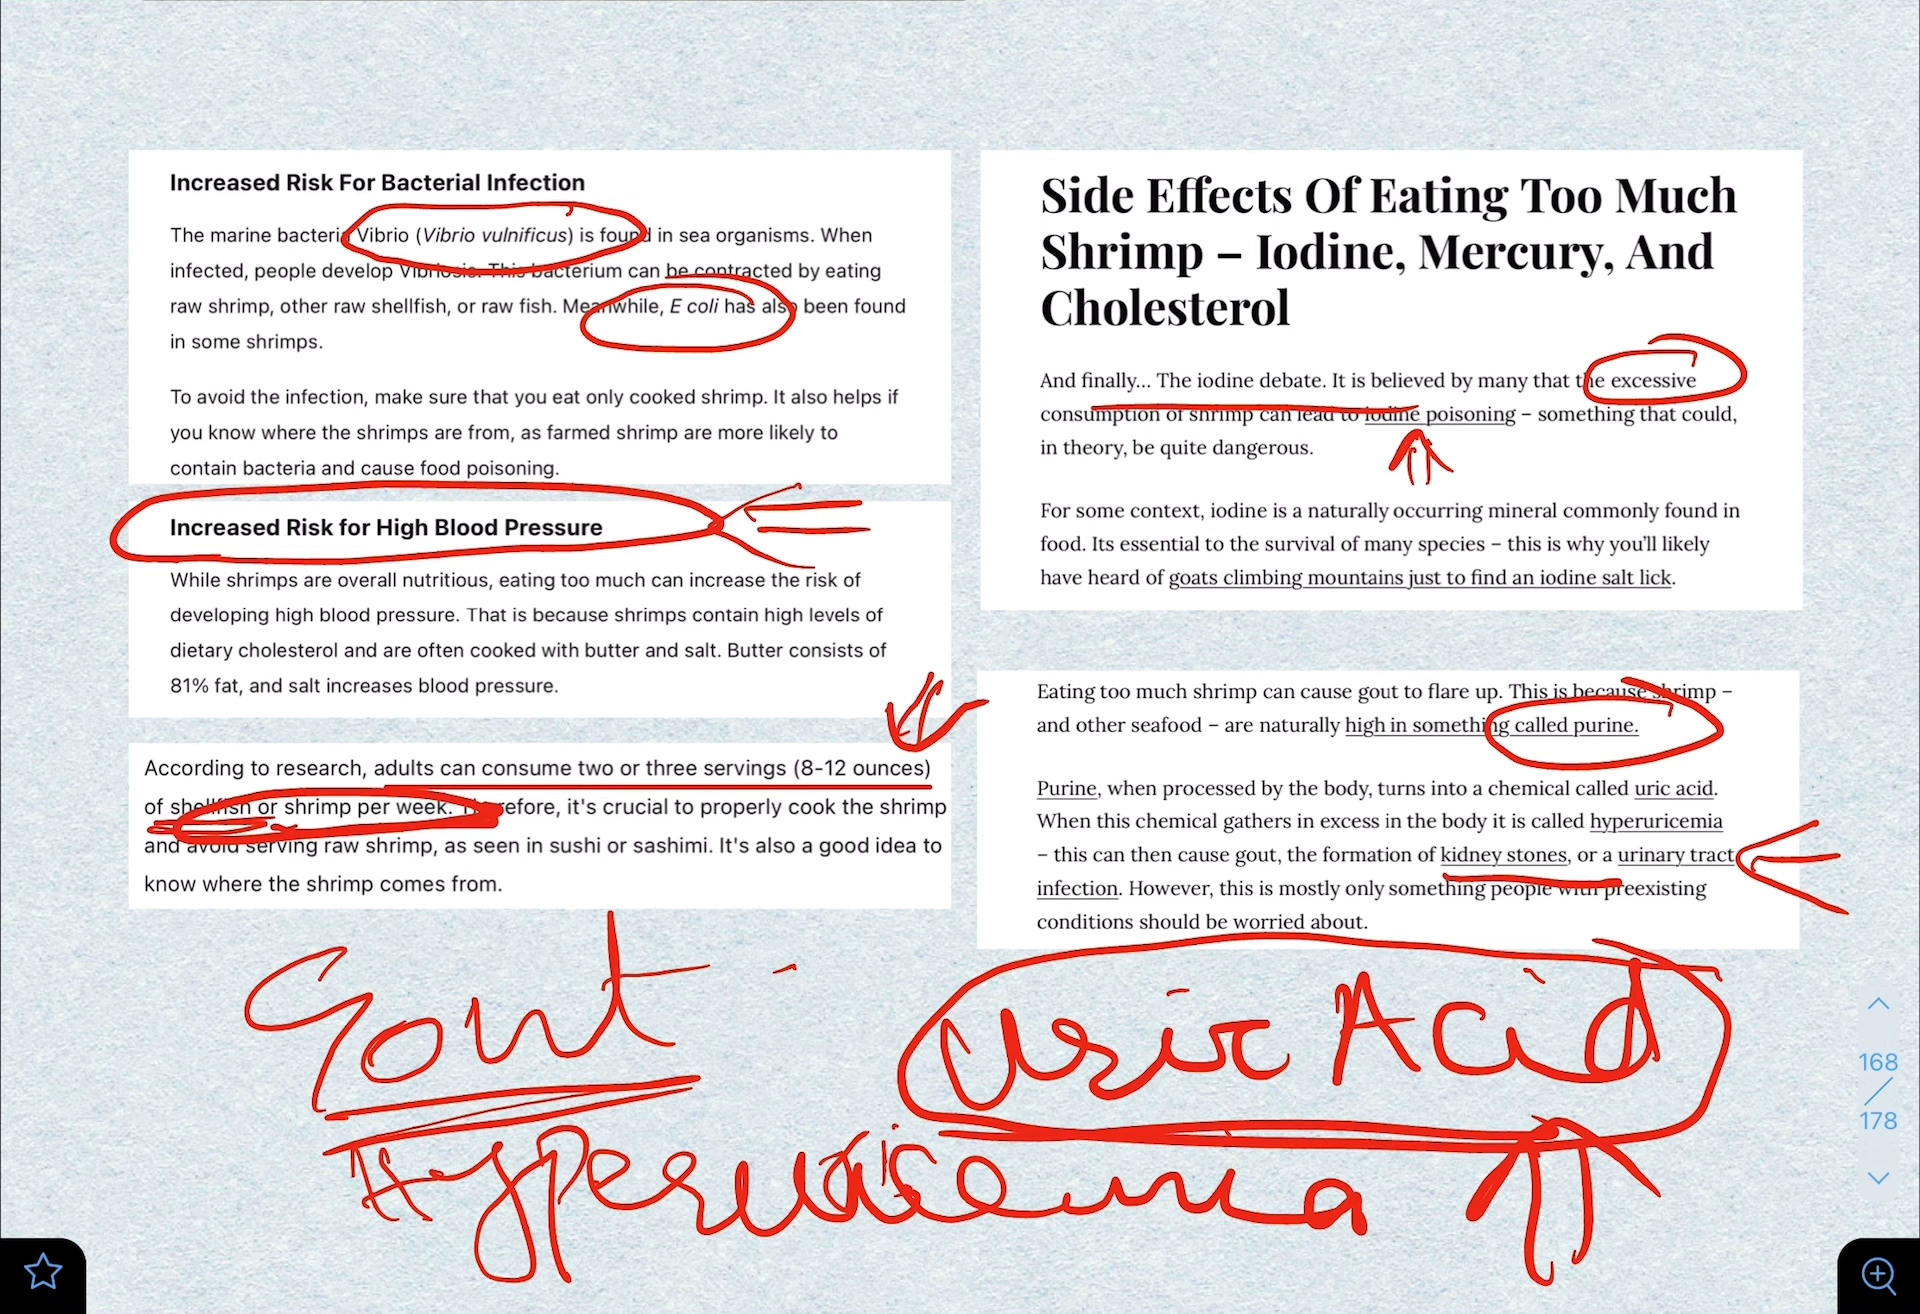 Increased Risk For Bacterial Infection
The marine bacteria Vibrio (Vibrio vulnificus) is found in sea organisms. When
infected, people develop Vibriosis. This bacterium can be contracted by eating
raw shrimp, other raw shellfish, or raw fish. Meanwhile, E coli has also been found
in some shrimps.
To avoid the infection, make sure that you eat only cooked shrimp. It also helps if
you know where the shrimps are from, as farmed shrimp are more likely to
contain bacteria and cause food poisoning.
Increased Risk for High Blood Pressure
While shrimps are overall nutritious, eating too much can increase the risk of
developing high blood pressure. That is because shrimps contain high levels of
dietary cholesterol and are often cooked with butter and salt. Butter consists of
81% fat, and salt increases blood pressure.
According to research, adults can consume two or three servings (8-12 ounces)
of shellfish or shrimp per week. Therefore, it's crucial to properly cook the shrimp
and avoid serving raw shrimp, as seen in sushi or sashimi. It's also a good idea to
know where the shrimp comes from.
Side Effects Of Eating Too Much
Shrimp – Iodine, Mercury, And
Cholesterol
And finally... The iodine debate. It is believed by many that the excessive
consumption of shrimp can lead to iodine poisoning – something that could,
in theory, be quite dangerous.
For some context, iodine is a naturally occurring mineral commonly found in
food. Its essential to the survival of many species – this is why you'll likely
have heard of goats climbing mountains just to find an iodine salt lick.
Eating too much shrimp can cause gout to flare up. This is because shrimp –
and other seafood – are naturally high in something called purine.
Purine, when processed by the body, turns into a chemical called uric acid.
When this chemical gathers in excess in the body it is called hyperuricemia
– this can then cause gout, the formation of kidney stones, or a urinary tract
infection. However, this is mostly only something people with preexisting
conditions should be worried about.
Gout
Uric Acid
Hyperuricemia
168
178